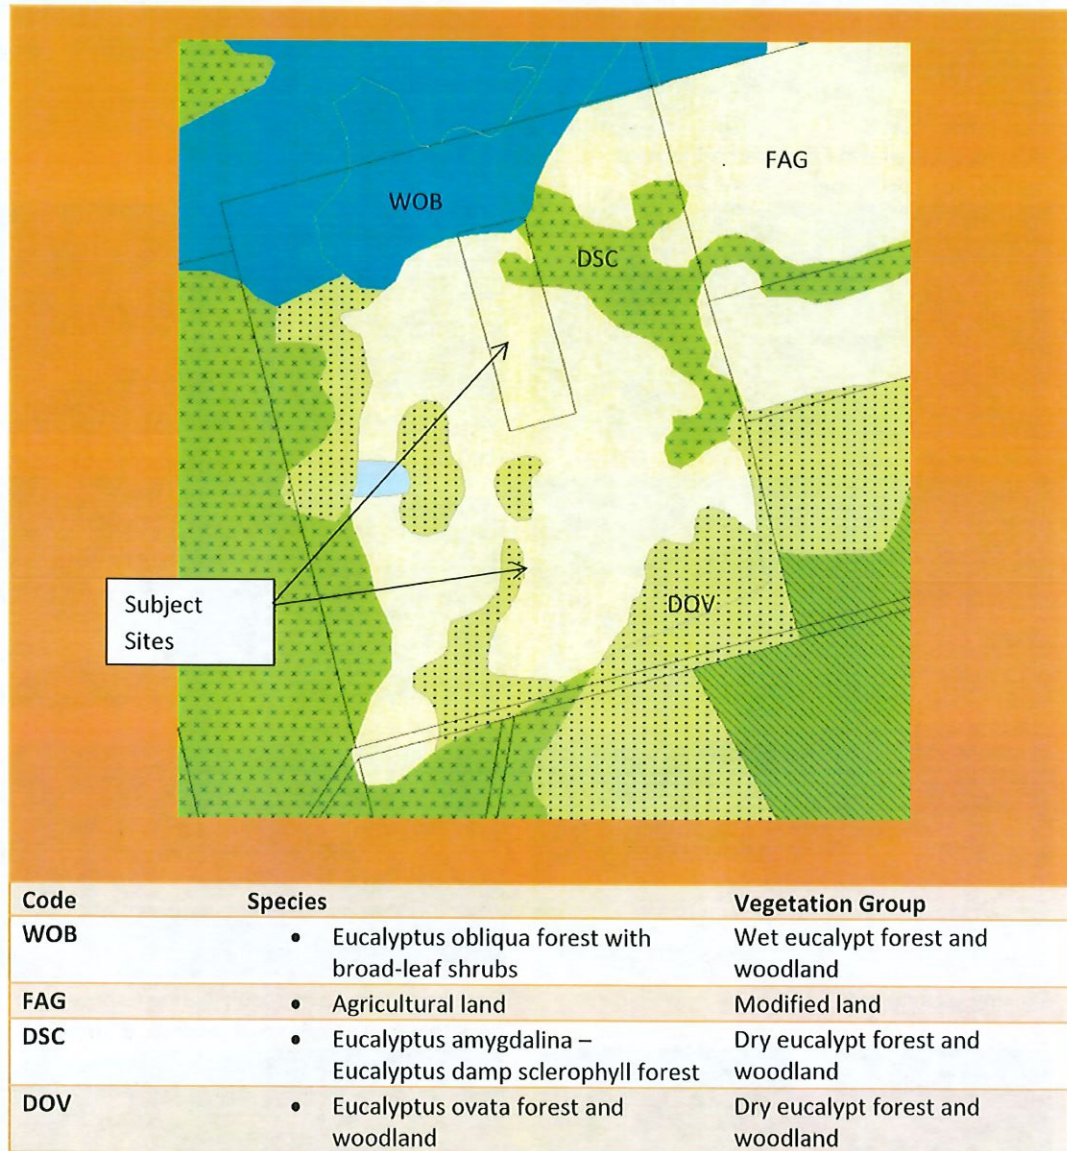 FAG
WOB
DSC
Subject
Sites
DOV
Code Species Vegetation Group
WOB • Eucalyptus obliqua forest with Wet eucalypt forest and
broad-leaf shrubs woodland
FAG • Agricultural land Modified land
DSC • Eucalyptus amygdalina – Dry eucalypt forest and
Eucalyptus damp sclerophyll forest woodland
DOV • Eucalyptus ovata forest and Dry eucalypt forest and
woodland woodland